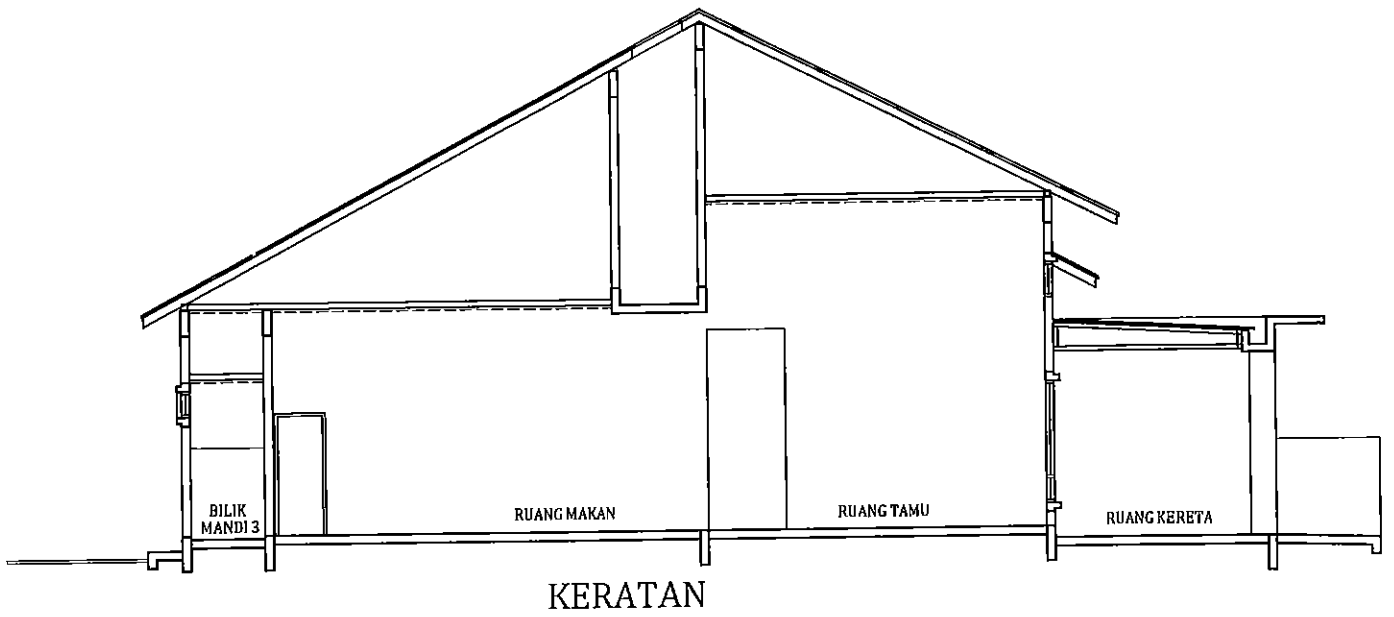 BILIK
MANDI 3
RUANG MAKAN
RUANG TAMU
RUANG KERETA
KERATAN